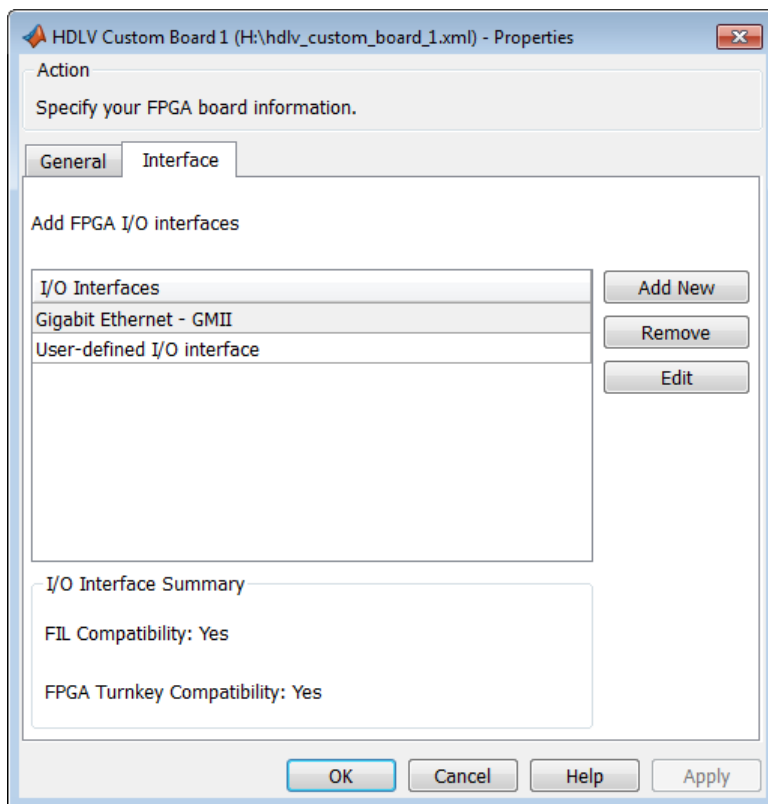 HDLV Custom Board 1 (H:\hdlv_custom_board_1.xml) - Properties
Action
Specify your FPGA board information.
General
Interface
Add FPGA I/O interfaces
I/O Interfaces
Gigabit Ethernet - GMII
User-defined I/O interface
Add New
Remove
Edit
I/O Interface Summary
FIL Compatibility: Yes
FPGA Turnkey Compatibility: Yes
OK
Cancel
Help
Apply